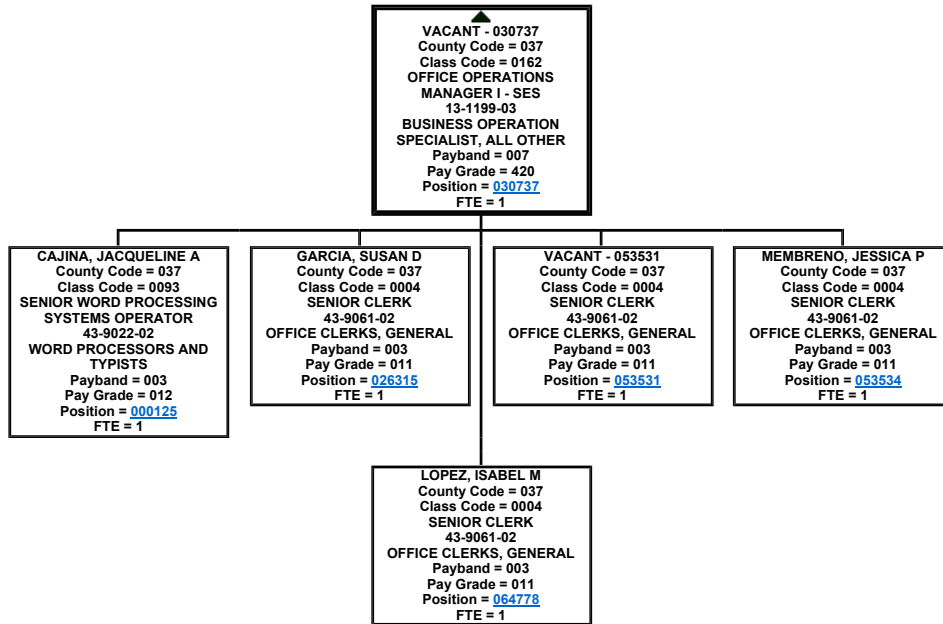 VACANT - 030737
County Code = 037
Class Code = 0162
OFFICE OPERATIONS
MANAGER I - SES
13-1199-03
BUSINESS OPERATION
SPECIALIST, ALL OTHER
Payband = 007
Pay Grade = 420
Position = 030737
FTE = 1
CAJINA, JACQUELINE A
County Code = 037
Class Code = 0093
SENIOR WORD PROCESSING
SYSTEMS OPERATOR
43-9022-02
WORD PROCESSORS AND
TYPISTS
Payband = 003
Pay Grade = 012
Position = 000125
FTE = 1
GARCIA, SUSAN D
County Code = 037
Class Code = 0004
SENIOR CLERK
43-9061-02
OFFICE CLERKS, GENERAL
Payband = 003
Pay Grade = 011
Position = 026315
FTE = 1
VACANT - 053531
County Code = 037
Class Code = 0004
SENIOR CLERK
43-9061-02
OFFICE CLERKS, GENERAL
Payband = 003
Pay Grade = 011
Position = 053531
FTE = 1
MEMBRENO, JESSICA P
County Code = 037
Class Code = 0004
SENIOR CLERK
43-9061-02
OFFICE CLERKS, GENERAL
Payband = 003
Pay Grade = 011
Position = 053534
FTE = 1
LOPEZ, ISABEL M
County Code = 037
Class Code = 0004
SENIOR CLERK
43-9061-02
OFFICE CLERKS, GENERAL
Payband = 003
Pay Grade = 011
Position = 064778
FTE = 1